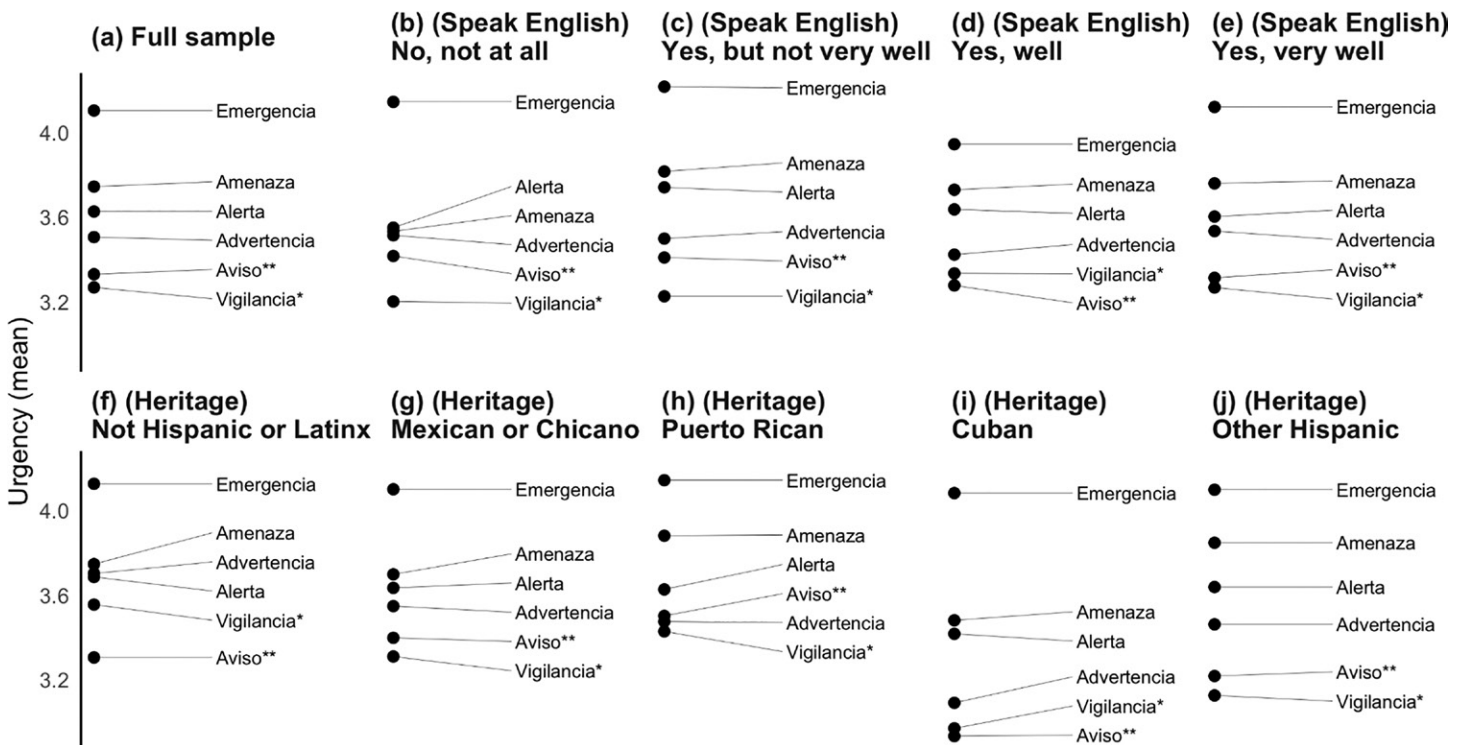 (a) Full sample
(b) (Speak English)
No, not at all
(c) (Speak English)
Yes, but not very well
(d) (Speak English)
Yes, well
(e) (Speak English)
Yes, very well
Urgency (mean)
4.0
3.6
3.2
Emergencia
Amenaza
Alerta
Advertencia
Aviso**
Vigilancia*
Emergencia
Alerta
Amenaza
Advertencia
Aviso**
Vigilancia*
Emergencia
Amenaza
Alerta
Advertencia
Aviso**
Vigilancia*
Emergencia
Amenaza
Alerta
Advertencia
Vigilancia*
Aviso**
Emergencia
Amenaza
Alerta
Advertencia
Aviso**
Vigilancia*
(f) (Heritage)
Not Hispanic or Latinx
(g) (Heritage)
Mexican or Chicano
(h) (Heritage)
Puerto Rican
(i) (Heritage)
Cuban
(j) (Heritage)
Other Hispanic
4.0
3.6
3.2
Emergencia
Amenaza
Advertencia
Alerta
Vigilancia*
Aviso**
Emergencia
Amenaza
Alerta
Advertencia
Aviso**
Vigilancia*
Emergencia
Amenaza
Alerta
Aviso**
Advertencia
Vigilancia*
Emergencia
Amenaza
Alerta
Advertencia
Vigilancia*
Aviso**
Emergencia
Amenaza
Alerta
Advertencia
Aviso**
Vigilancia*